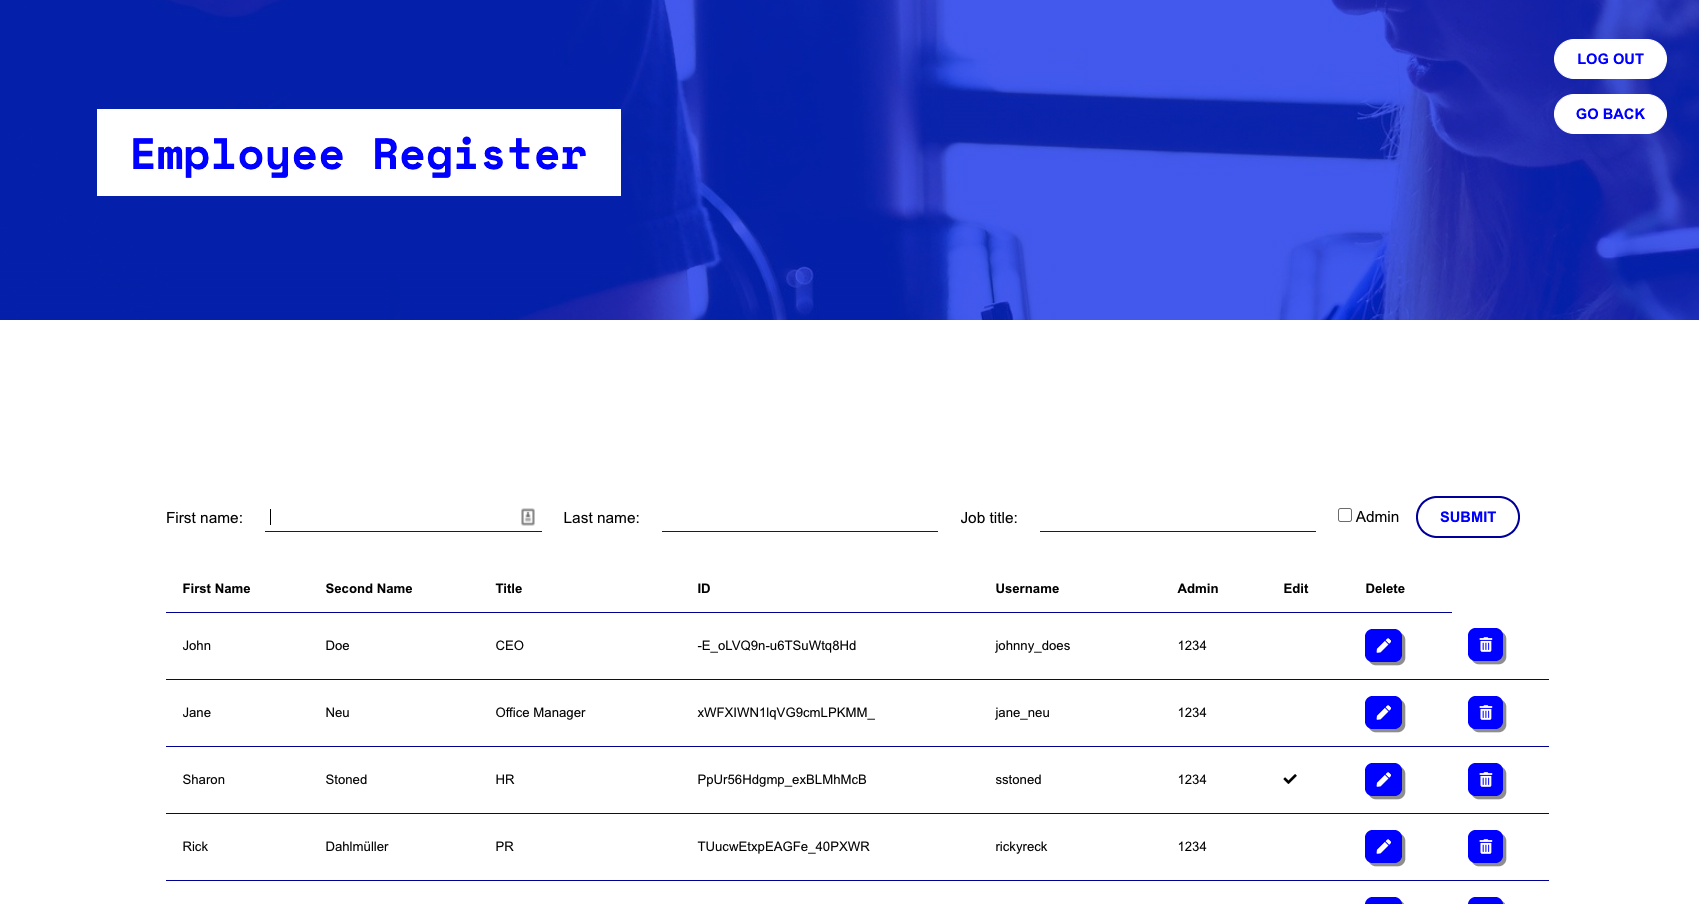 LOG OUT
GO BACK
Employee Register
First name: Last name: Job title: Admin SUBMIT
First Name Second Name Title ID Username Admin Edit Delete
John Doe CEO -E_oLVQ9n-u6TSuWtq8Hd johnny_does 1234
Jane Neu Office Manager xWFXIWN1lqVG9cmLPKMM_ jane_neu 1234
Sharon Stoned HR PpUr56Hdgmp_exBLMhMcB sstoned 1234
Rick Dahlmüller PR TUucwEtxpEAGFe_40PXWR rickyreck 1234